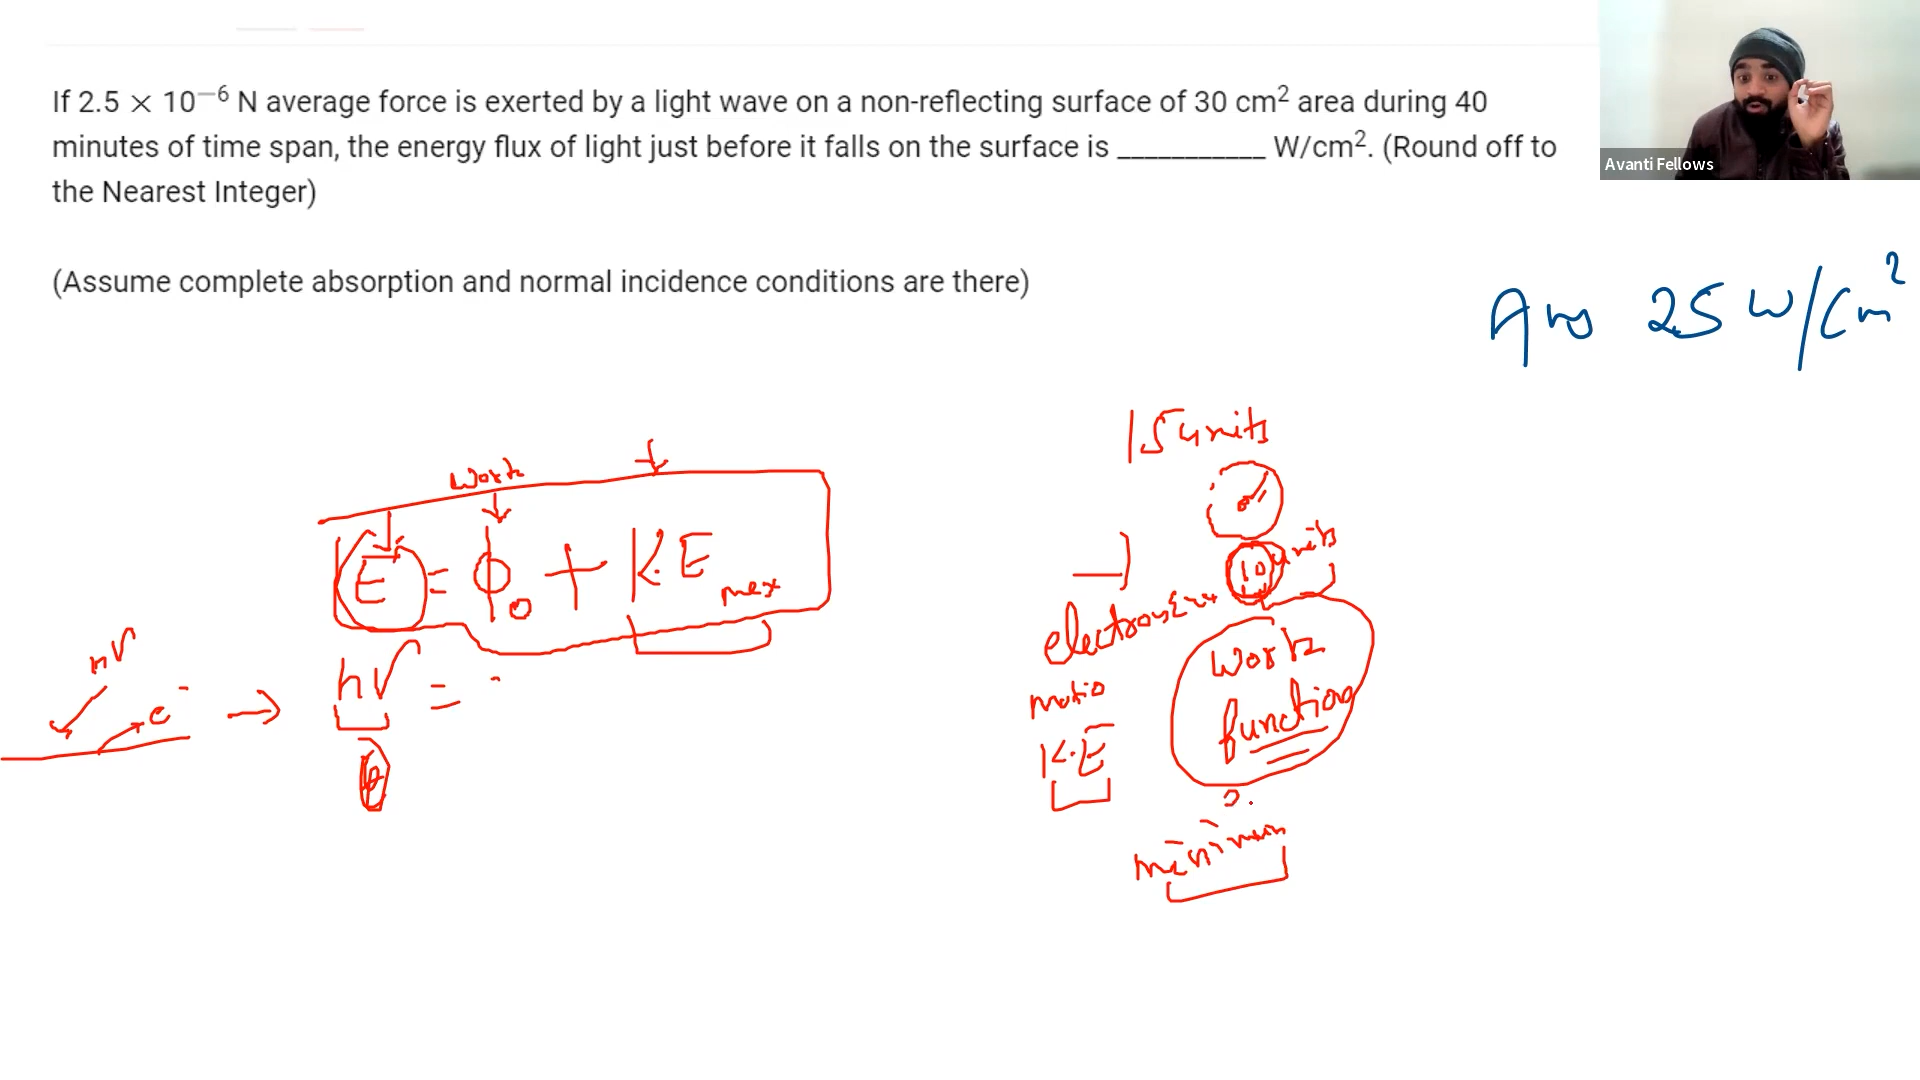 If 2.5 × 10⁻⁶ N average force is exerted by a light wave on a non-reflecting surface of 30 cm² area during 40
minutes of time span, the energy flux of light just before it falls on the surface is ___________ W/cm². (Round off to
the Nearest Integer)
Avanti Fellows
(Assume complete absorption and normal incidence conditions are there)
Ans 25 W/cm²
15 units
Work
E = ϕ₀ + K.E max
10 units
electrons
Work
function
hν
e⁻ → hν =
K.E
minimum